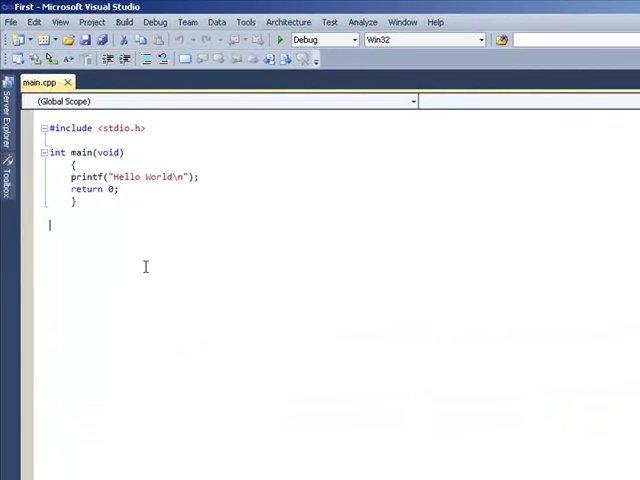 First - Microsoft Visual Studio
File Edit View Project Build Debug Team Data Tools Architecture Test Analyze Window Help
Debug Win32
main.cpp
(Global Scope)
Server Explorer
Toolbox
#include <stdio.h>
int main(void)
{
printf("Hello World\n");
return 0;
}